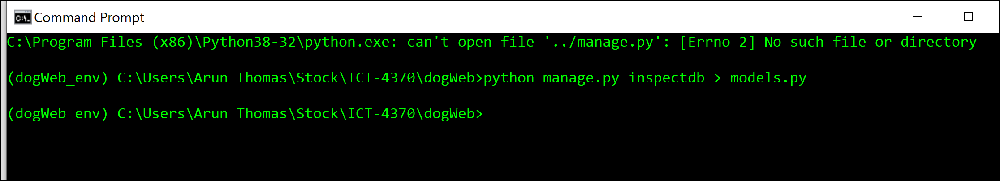 Command Prompt
C:\Program Files (x86)\Python38-32\python.exe: can't open file '../manage.py': [Errno 2] No such file or directory
(dogWeb_env) C:\Users\Arun Thomas\Stock\ICT-4370\dogWeb>python manage.py inspectdb > models.py
(dogWeb_env) C:\Users\Arun Thomas\Stock\ICT-4370\dogWeb>